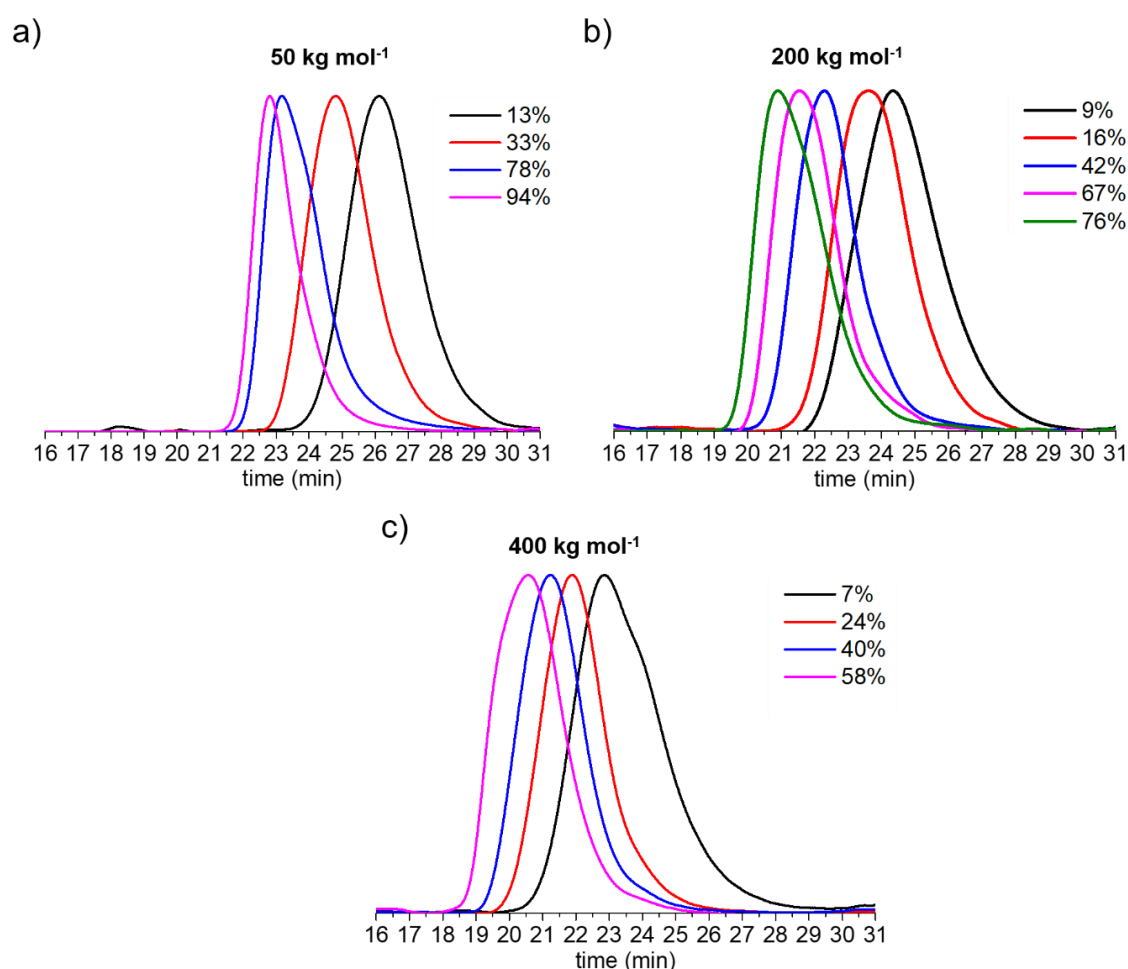 a)
50 kg mol⁻¹
13%
33%
78%
94%
16 17 18 19 20 21 22 23 24 25 26 27 28 29 30 31
time (min)
b)
200 kg mol⁻¹
9%
16%
42%
67%
76%
16 17 18 19 20 21 22 23 24 25 26 27 28 29 30 31
time (min)
c)
400 kg mol⁻¹
7%
24%
40%
58%
16 17 18 19 20 21 22 23 24 25 26 27 28 29 30 31
time (min)